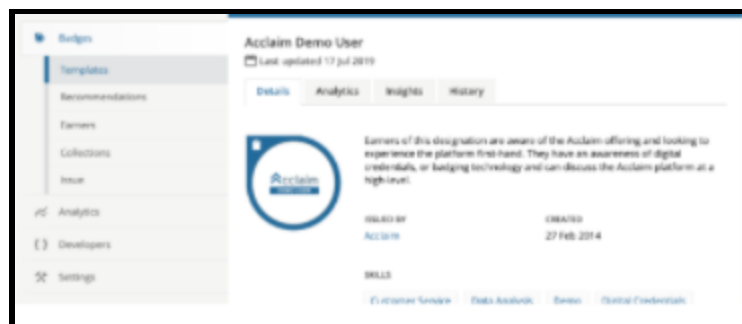 Badges
Templates
Recommendations
Earners
Collections
Issue
Analytics
Developers
Settings
Acclaim Demo User
Last updated 17 Jul 2019
Details
Analytics
Insights
History
Acclaim
Earners of this designation are aware of the Acclaim offering and looking to
experience the platform first-hand. They have an awareness of digital
credentials, or badging technology and can discuss the Acclaim platform at a
high-level.
ISSUED BY
Acclaim
CREATED
27 Feb 2014
SKILLS
Customer Service
Data Analysis
Demo
Digital Credentials